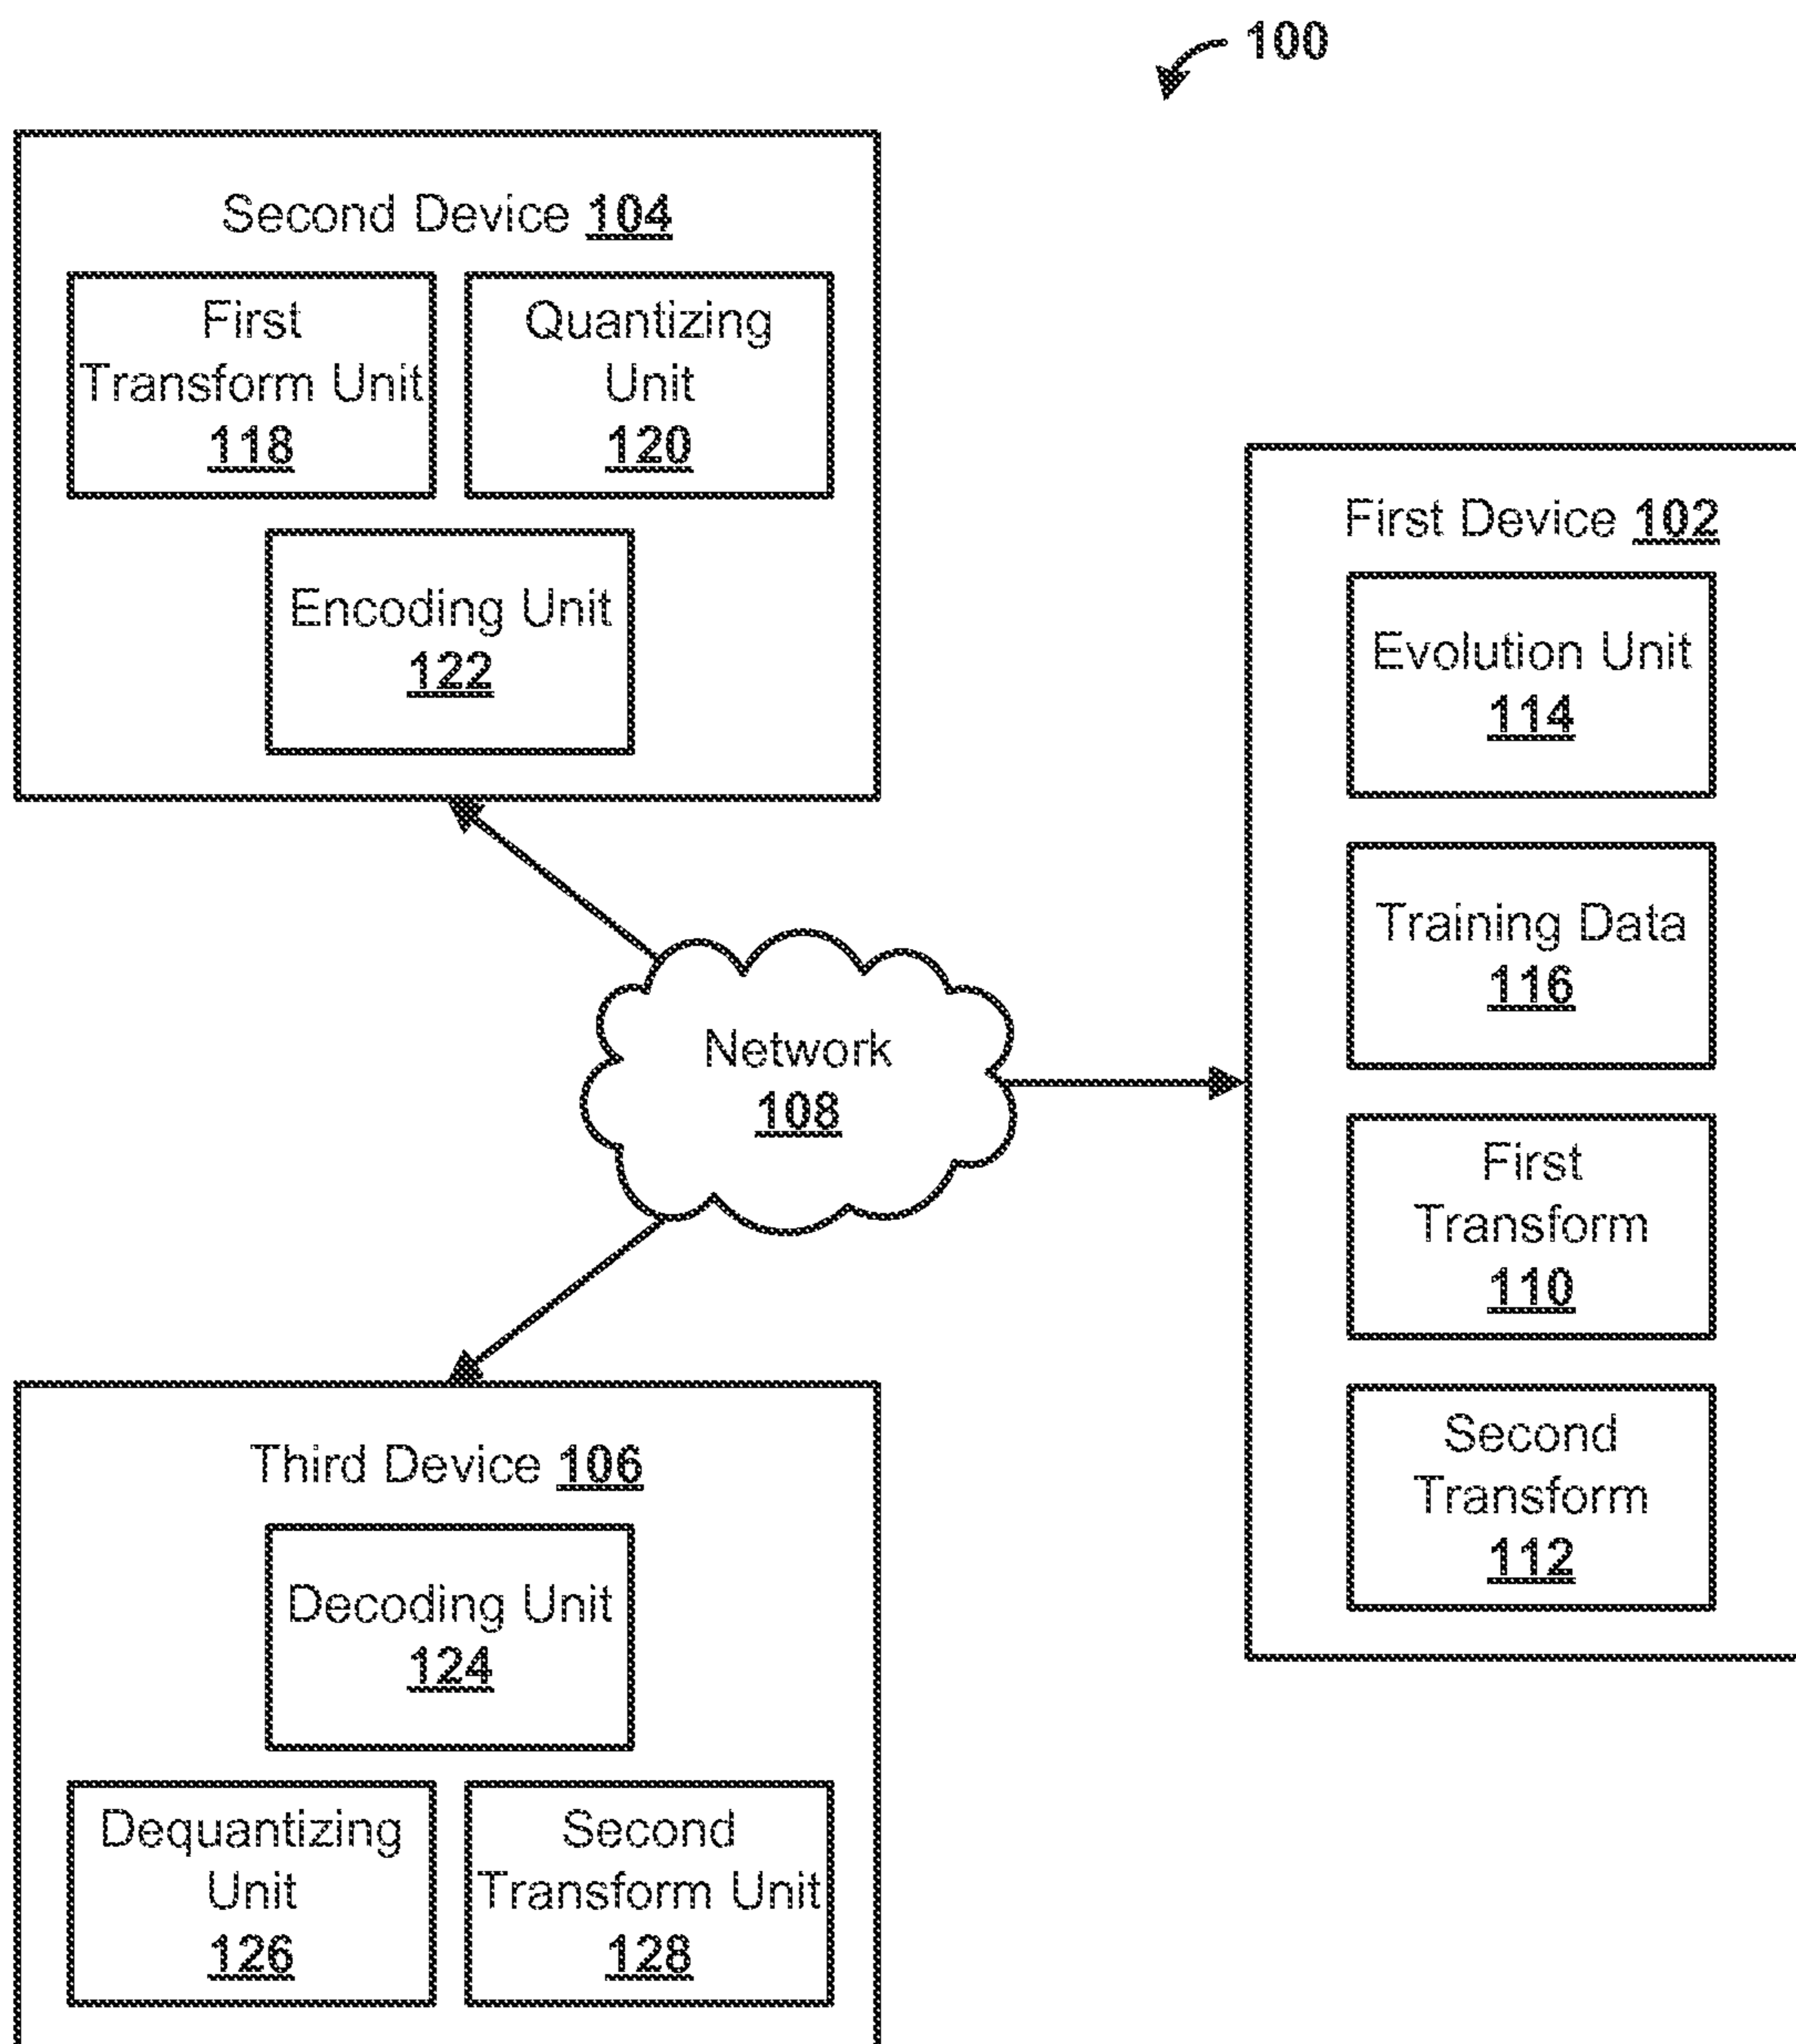 100
Second Device 104
First
Transform Unit
118
Quantizing
Unit
120
Encoding Unit
122
First Device 102
Evolution Unit
114
Training Data
116
First
Transform
110
Second
Transform
112
Network
108
Third Device 106
Decoding Unit
124
Dequantizing
Unit
126
Second
Transform Unit
128